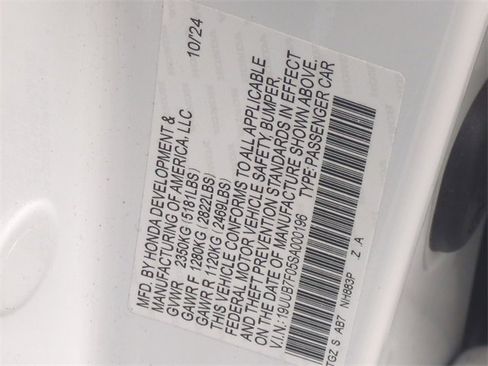 MFD. BY HONDA DEVELOPMENT & 10/24
MANUFACTURING OF AMERICA, LLC
GVWR 2350KG (5181LBS)
GAWR F 1280KG (2822LBS)
GAWR R 1120KG (2469LBS)
THIS VEHICLE CONFORMS TO ALL APPLICABLE
FEDERAL MOTOR VEHICLE SAFETY BUMPER,
AND THEFT PREVENTION STANDARDS IN EFFECT
ON THE DATE OF MANUFACTURE SHOWN ABOVE.
V.I.N: 19UUB7F05SA000196 TYPE:PASSENGER CAR
TGZ S AB7 NH883P Z A